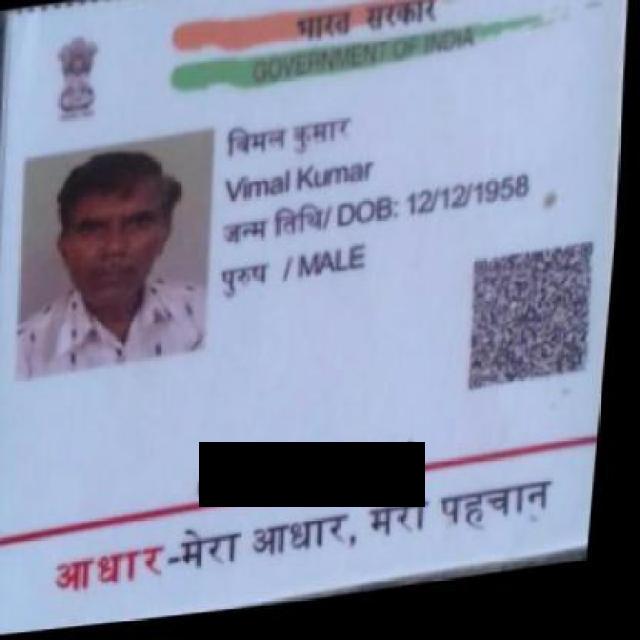 भारत सरकार
GOVERNMENT OF INDIA
बिमल कुमार
Vimal Kumar
जन्म तिथि/ DOB: 12/12/1958
पुरुष / MALE
आधार-मेरा आधार, मेरी पहचान